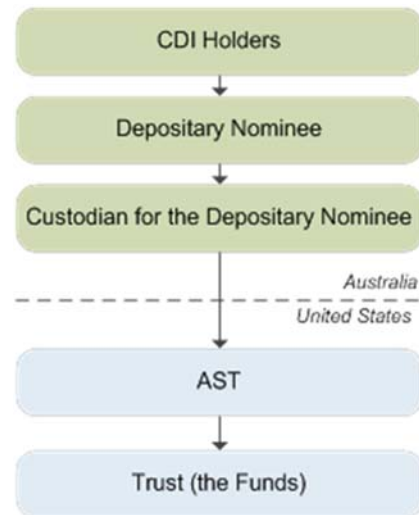 CDI Holders
Depositary Nominee
Custodian for the Depositary Nominee
Australia
United States
AST
Trust (the Funds)